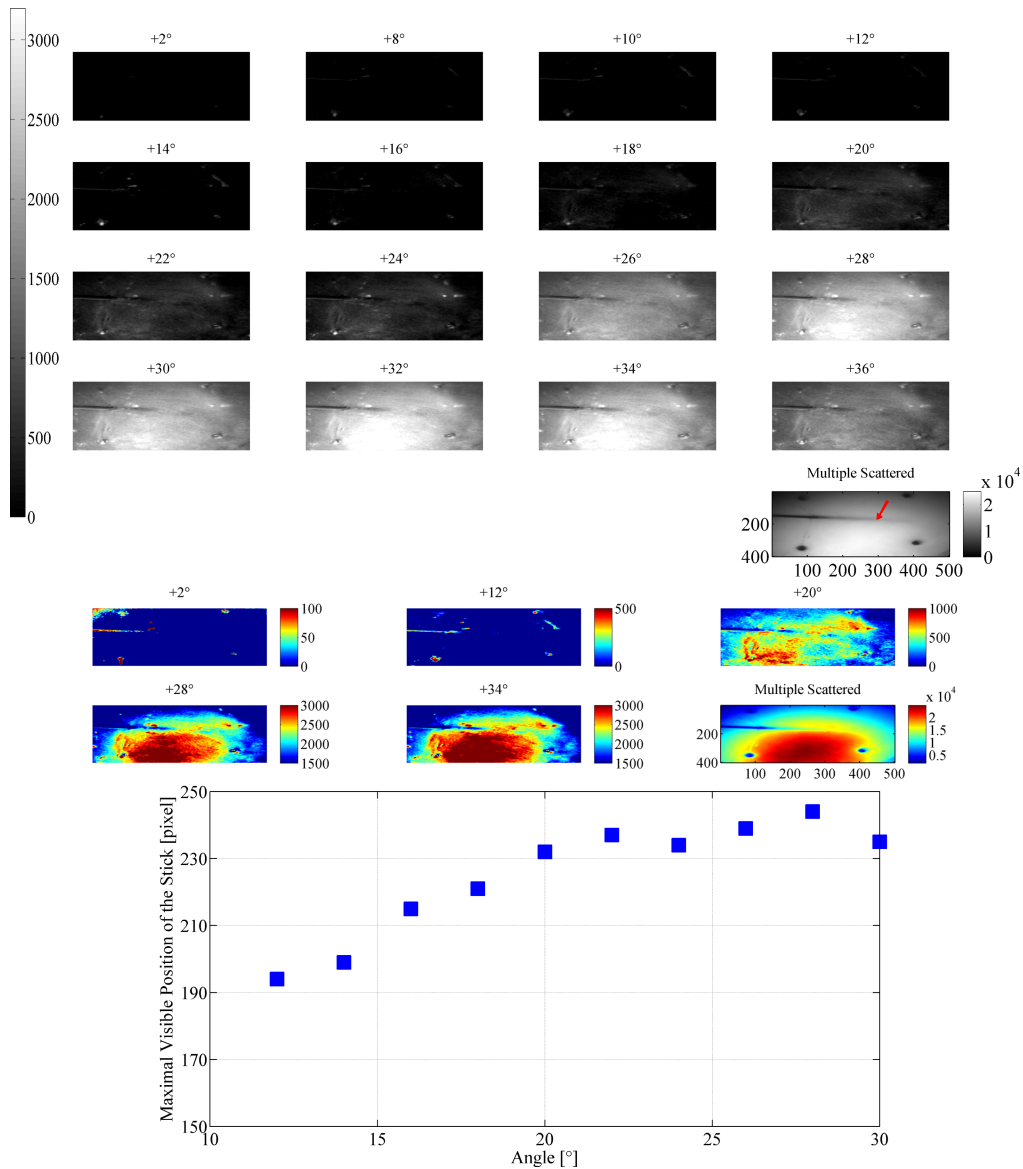 3000
2500
2000
1500
1000
500
0
+2° +8° +10° +12°
+14° +16° +18° +20°
+22° +24° +26° +28°
+30° +32° +34° +36°
Multiple Scattered
x 10^4
2
1
0
200
400
100 200 300 400 500
+2° +12° +20°
100
50
0
500
0
1000
500
0
+28° +34° Multiple Scattered
3000
2500
2000
1500
3000
2500
2000
1500
x 10^4
2
1.5
1
0.5
200
400
100 200 300 400 500
Maximal Visible Position of the Stick [pixel]
250
230
210
190
170
150
10 15 20 25 30
Angle [°]